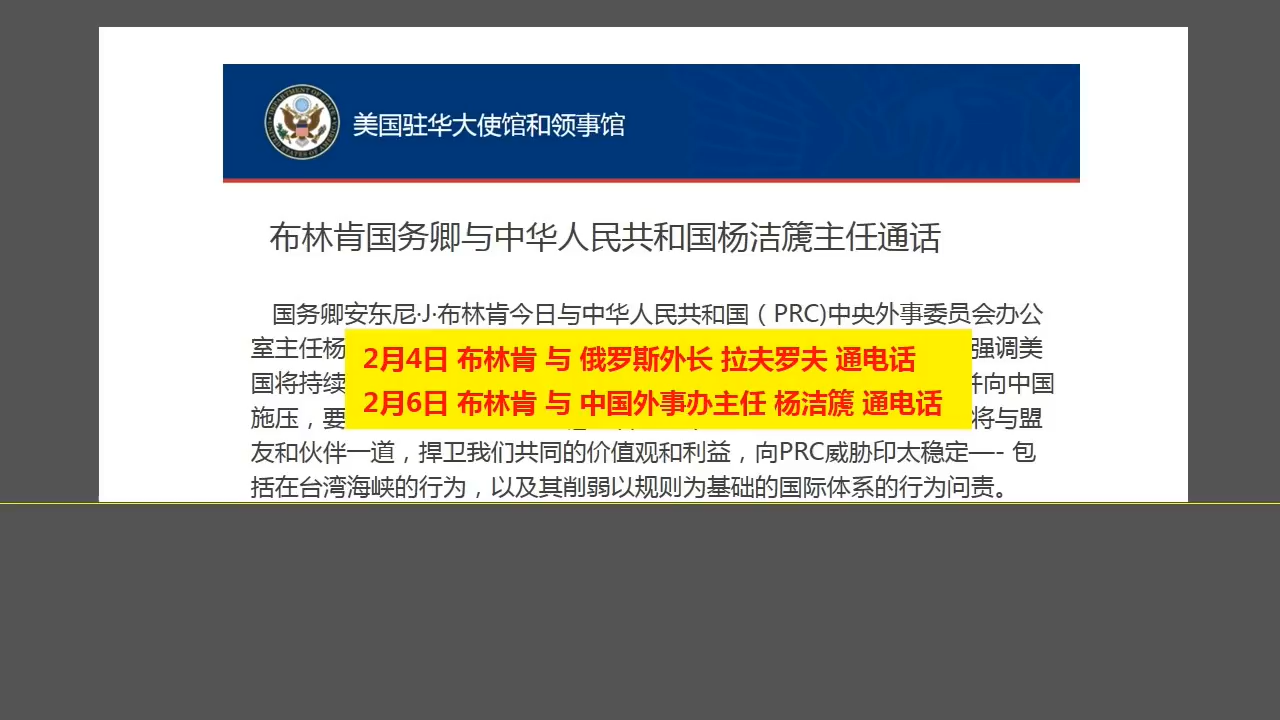 美国驻华大使馆和领事馆
布林肯国务卿与中华人民共和国杨洁篪主任通话
国务卿安东尼·J·布林肯今日与中华人民共和国（PRC)中央外事委员会办公
室主任杨
强调美
2月4日 布林肯 与 俄罗斯外长 拉夫罗夫 通电话
国将持续
并向中国
2月6日 布林肯 与 中国外事办主任 杨洁篪 通电话
施压，要
将与盟
友和伙伴一道，捍卫我们共同的价值观和利益，向PRC威胁印太稳定—-- 包
括在台湾海峡的行为，以及其削弱以规则为基础的国际体系的行为问责。